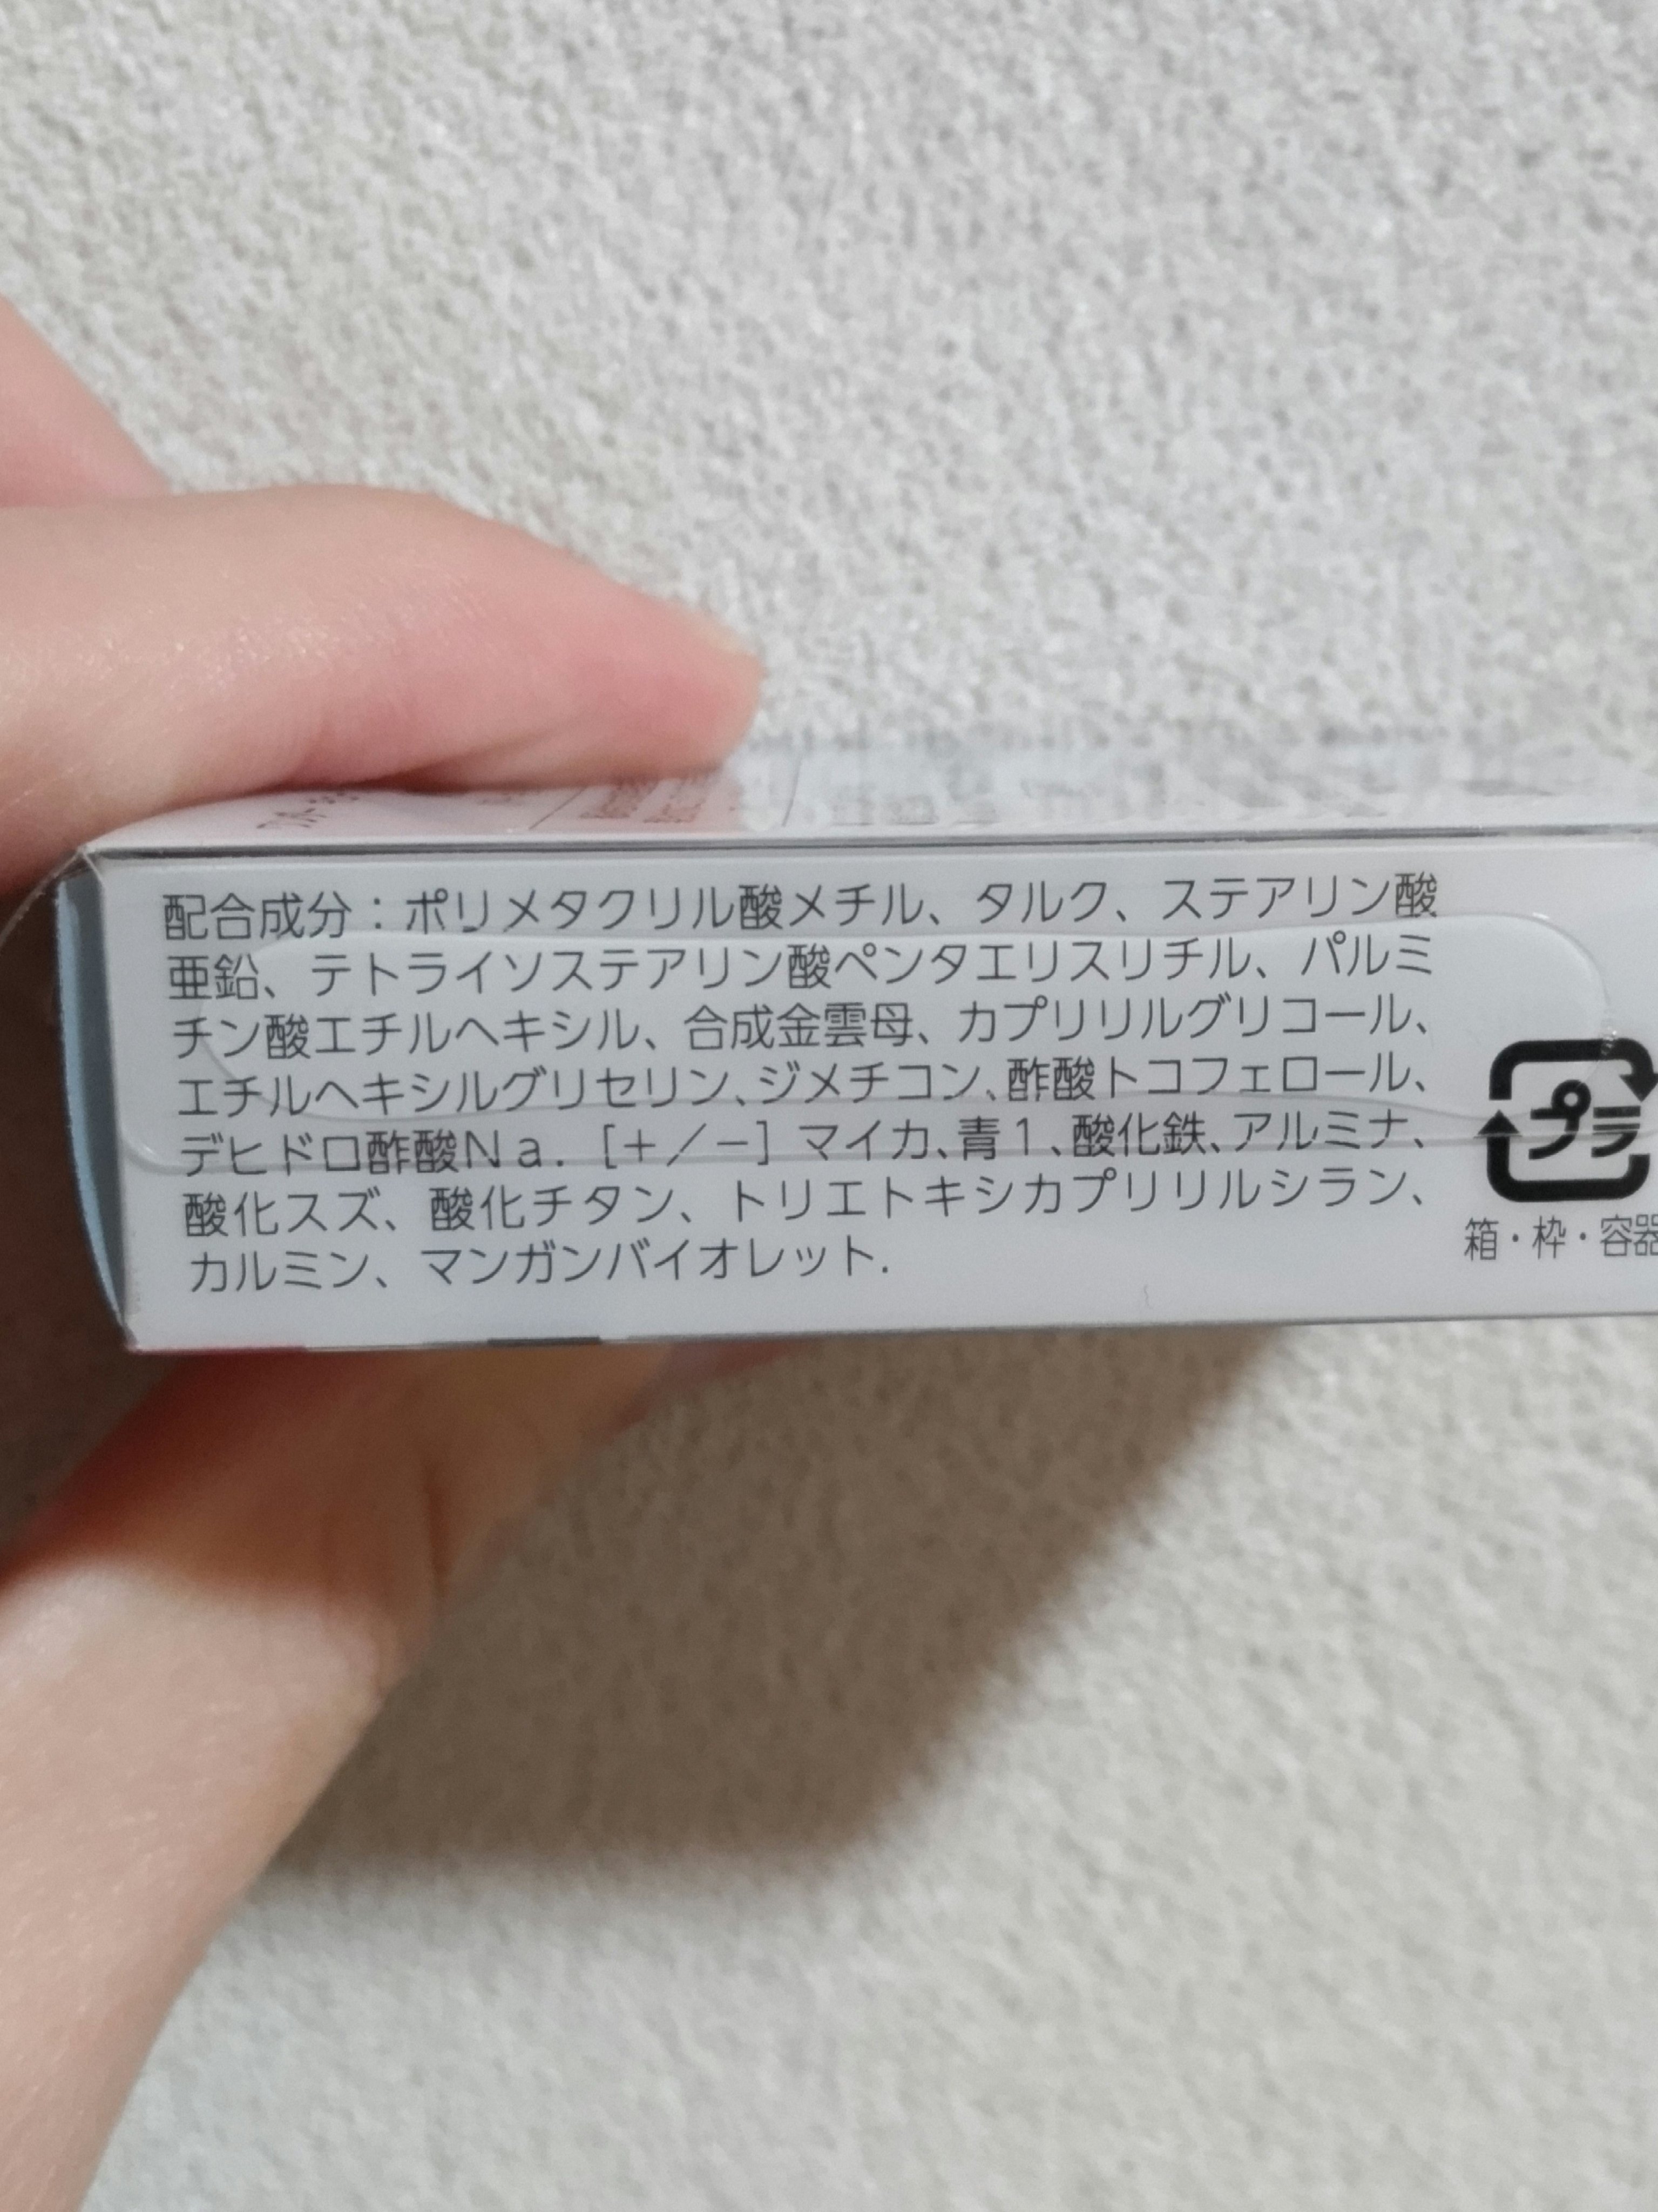 配合成分：ポリメタクリル酸メチル、タルク、ステアリン酸
亜鉛、テトライソステアリン酸ペンタエリスリチル、パルミ
チン酸エチルヘキシル、合成金雲母、カプリリルグリコール、
エチルヘキシルグリセリン、ジメチコン、酢酸トコフェロール、
デヒドロ酢酸Ｎａ．［＋／−］マイカ、青１、酸化鉄、アルミナ、
酸化スズ、酸化チタン、トリエトキシカプリリルシラン、
カルミン、マンガンバイオレット.
プラ
箱・枠・容器